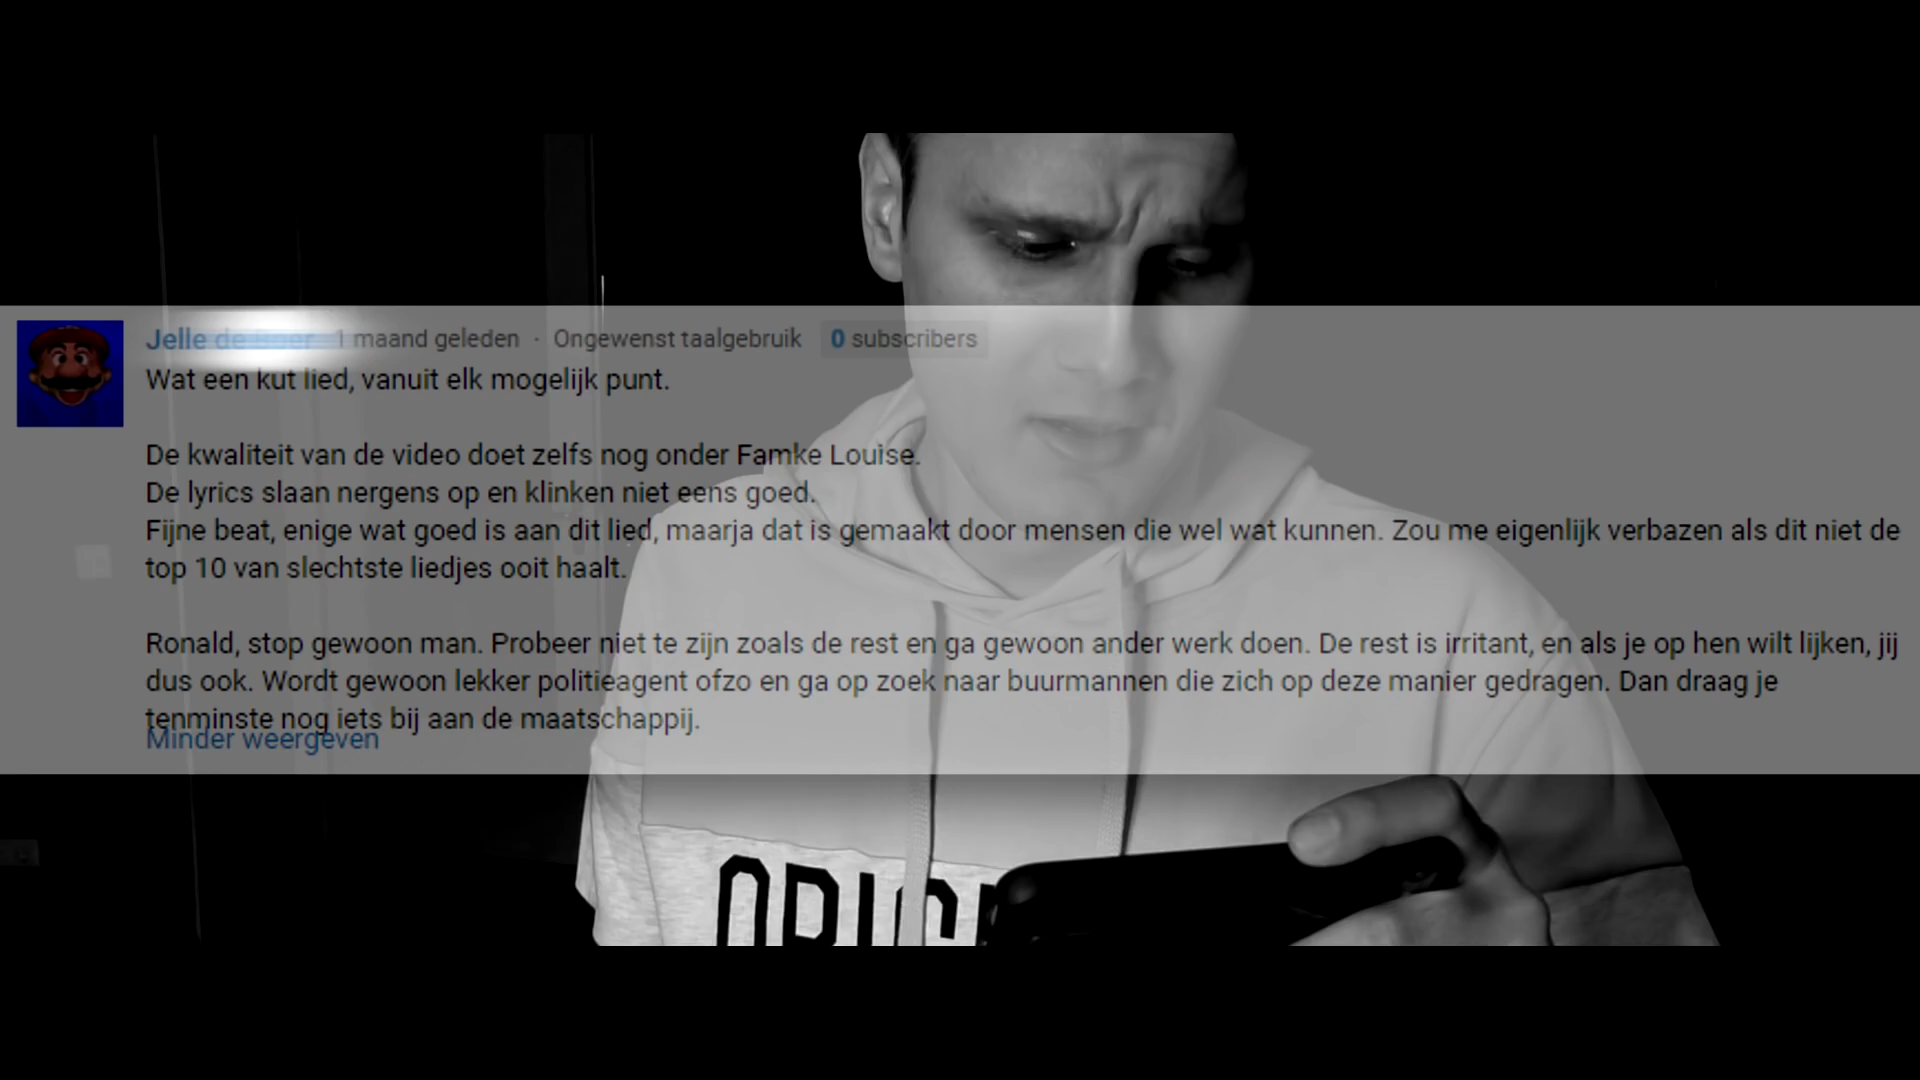 Jelle de Boer 1 maand geleden · Ongewenst taalgebruik 0 subscribers
Wat een kut lied, vanuit elk mogelijk punt.
De kwaliteit van de video doet zelfs nog onder Famke Louise.
De lyrics slaan nergens op en klinken niet eens goed.
Fijne beat, enige wat goed is aan dit lied, maarja dat is gemaakt door mensen die wel wat kunnen. Zou me eigenlijk verbazen als dit niet de
top 10 van slechtste liedjes ooit haalt.
Ronald, stop gewoon man. Probeer niet te zijn zoals de rest en ga gewoon ander werk doen. De rest is irritant, en als je op hen wilt lijken, jij
dus ook. Wordt gewoon lekker politieagent ofzo en ga op zoek naar buurmannen die zich op deze manier gedragen. Dan draag je
tenminste nog iets bij aan de maatschappij.
Minder weergeven